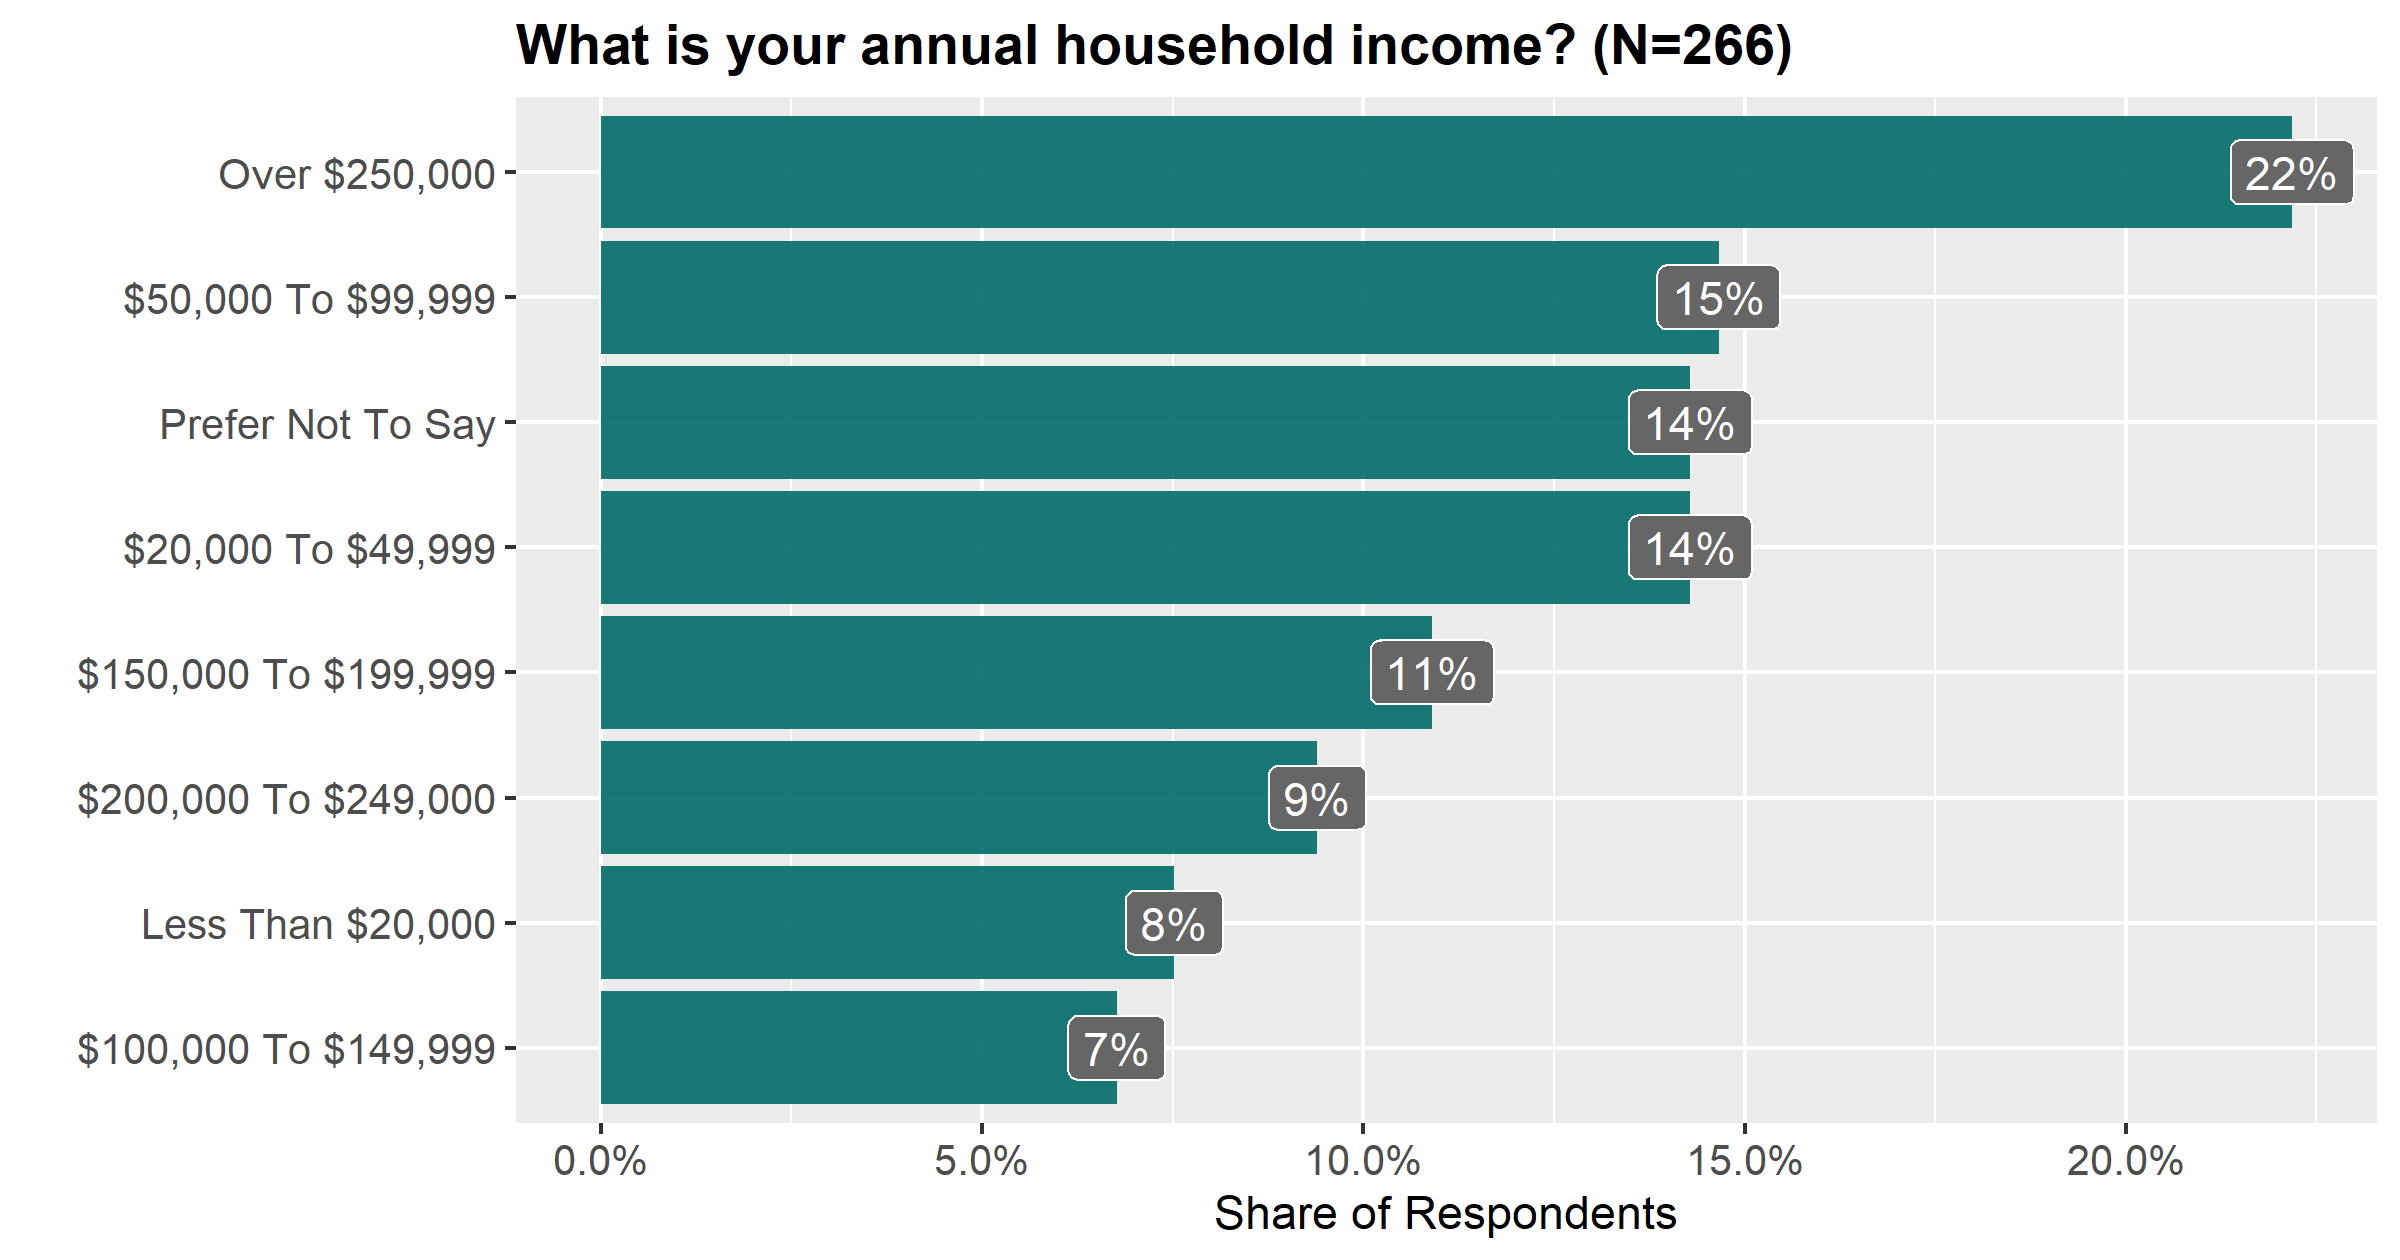 What is your annual household income? (N=266)
Over $250,000 22%
$50,000 To $99,999 15%
Prefer Not To Say 14%
$20,000 To $49,999 14%
$150,000 To $199,999 11%
$200,000 To $249,000 9%
Less Than $20,000 8%
$100,000 To $149,999 7%
0.0% 5.0% 10.0% 15.0% 20.0%
Share of Respondents